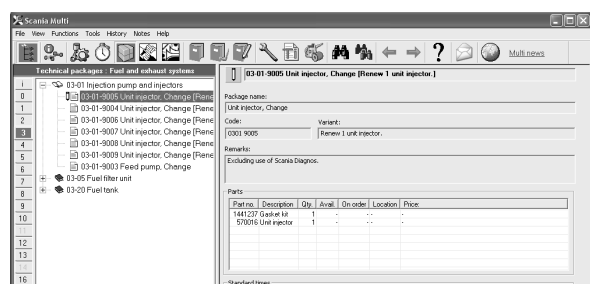 Scania Multi
File View Functions Tools History Notes Help
? Multi news
Technical packages : Fuel and exhaust systems
i
0
1
2
3
4
5
6
7
8
9
10
11
12
13
14
16
03-01 Injection pump and injectors
03-01-9005 Unit injector, Change [Rene
03-01-9004 Unit injector, Change [Rene
03-01-9006 Unit injector, Change [Rene
03-01-9007 Unit injector, Change [Rene
03-01-9008 Unit injector, Change [Rene
03-01-9009 Unit injector, Change [Rene
03-01-9003 Feed pump, Change
03-05 Fuel filter unit
03-20 Fuel tank
03-01-9005 Unit injector, Change [Renew 1 unit injector.]
Package name:
Unit injector, Change
Code: Variant:
0301 9005 Renew 1 unit injector.
Remarks:
Excluding use of Scania Diagnos.
Parts
Part no. Description Qty. Avail. On order Location Price:
1441237 Gasket kit 1 - - - -
570016 Unit injector 1 - - - -
Standard times